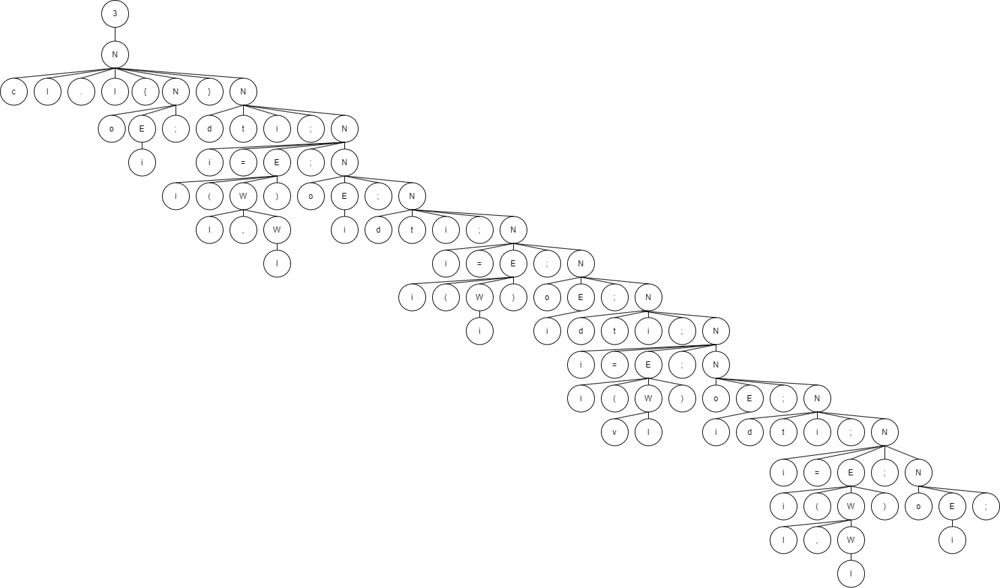 3
N
c l . l { N } N
o E ; d t i ; N
i i = E ; N
i ( W ) o E ; N
l , W i d t i ; N
l i = E ; N
i ( W ) o E ; N
i i d t i ; N
i = E ; N
i ( W ) o E ; N
v l i d t i ; N
i = E ; N
i ( W ) o E ;
l , W i
l